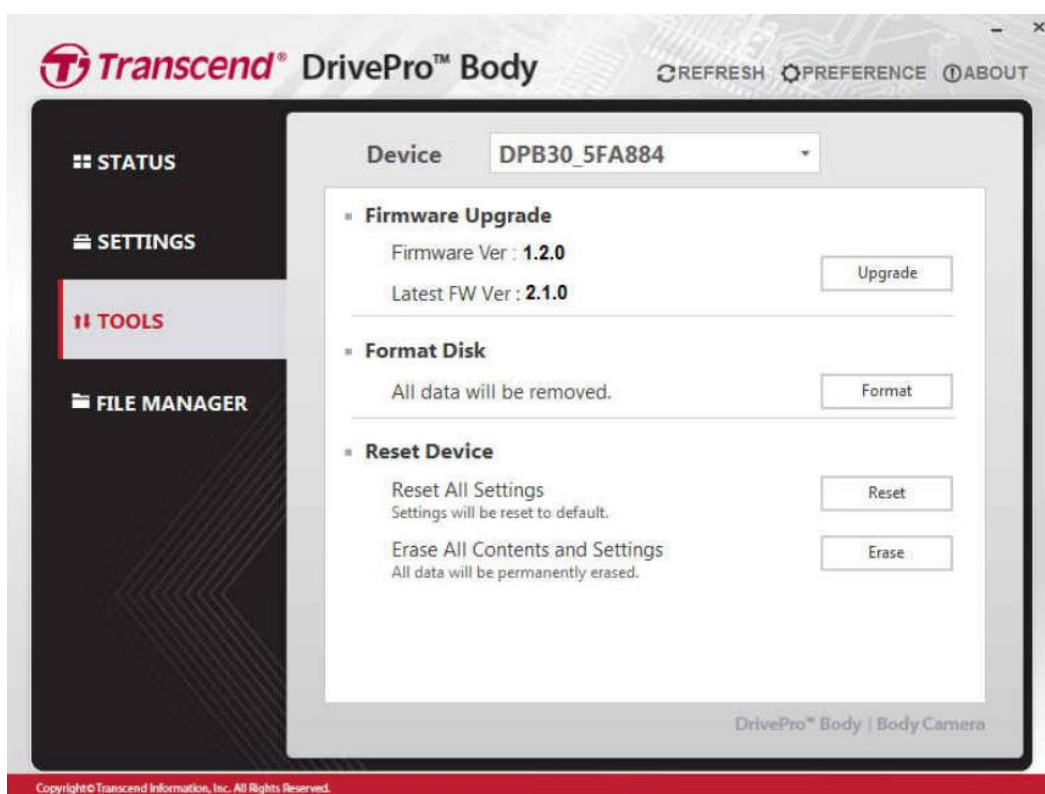 Transcend® DrivePro™ Body
REFRESH PREFERENCE ABOUT
STATUS
SETTINGS
TOOLS
FILE MANAGER
Device DPB30_5FA884
Firmware Upgrade
Firmware Ver : 1.2.0
Upgrade
Latest FW Ver : 2.1.0
Format Disk
All data will be removed. Format
Reset Device
Reset All Settings Reset
Settings will be reset to default.
Erase All Contents and Settings Erase
All data will be permanently erased.
DrivePro™ Body | Body Camera
Copyright© Transcend Information, Inc. All Rights Reserved.